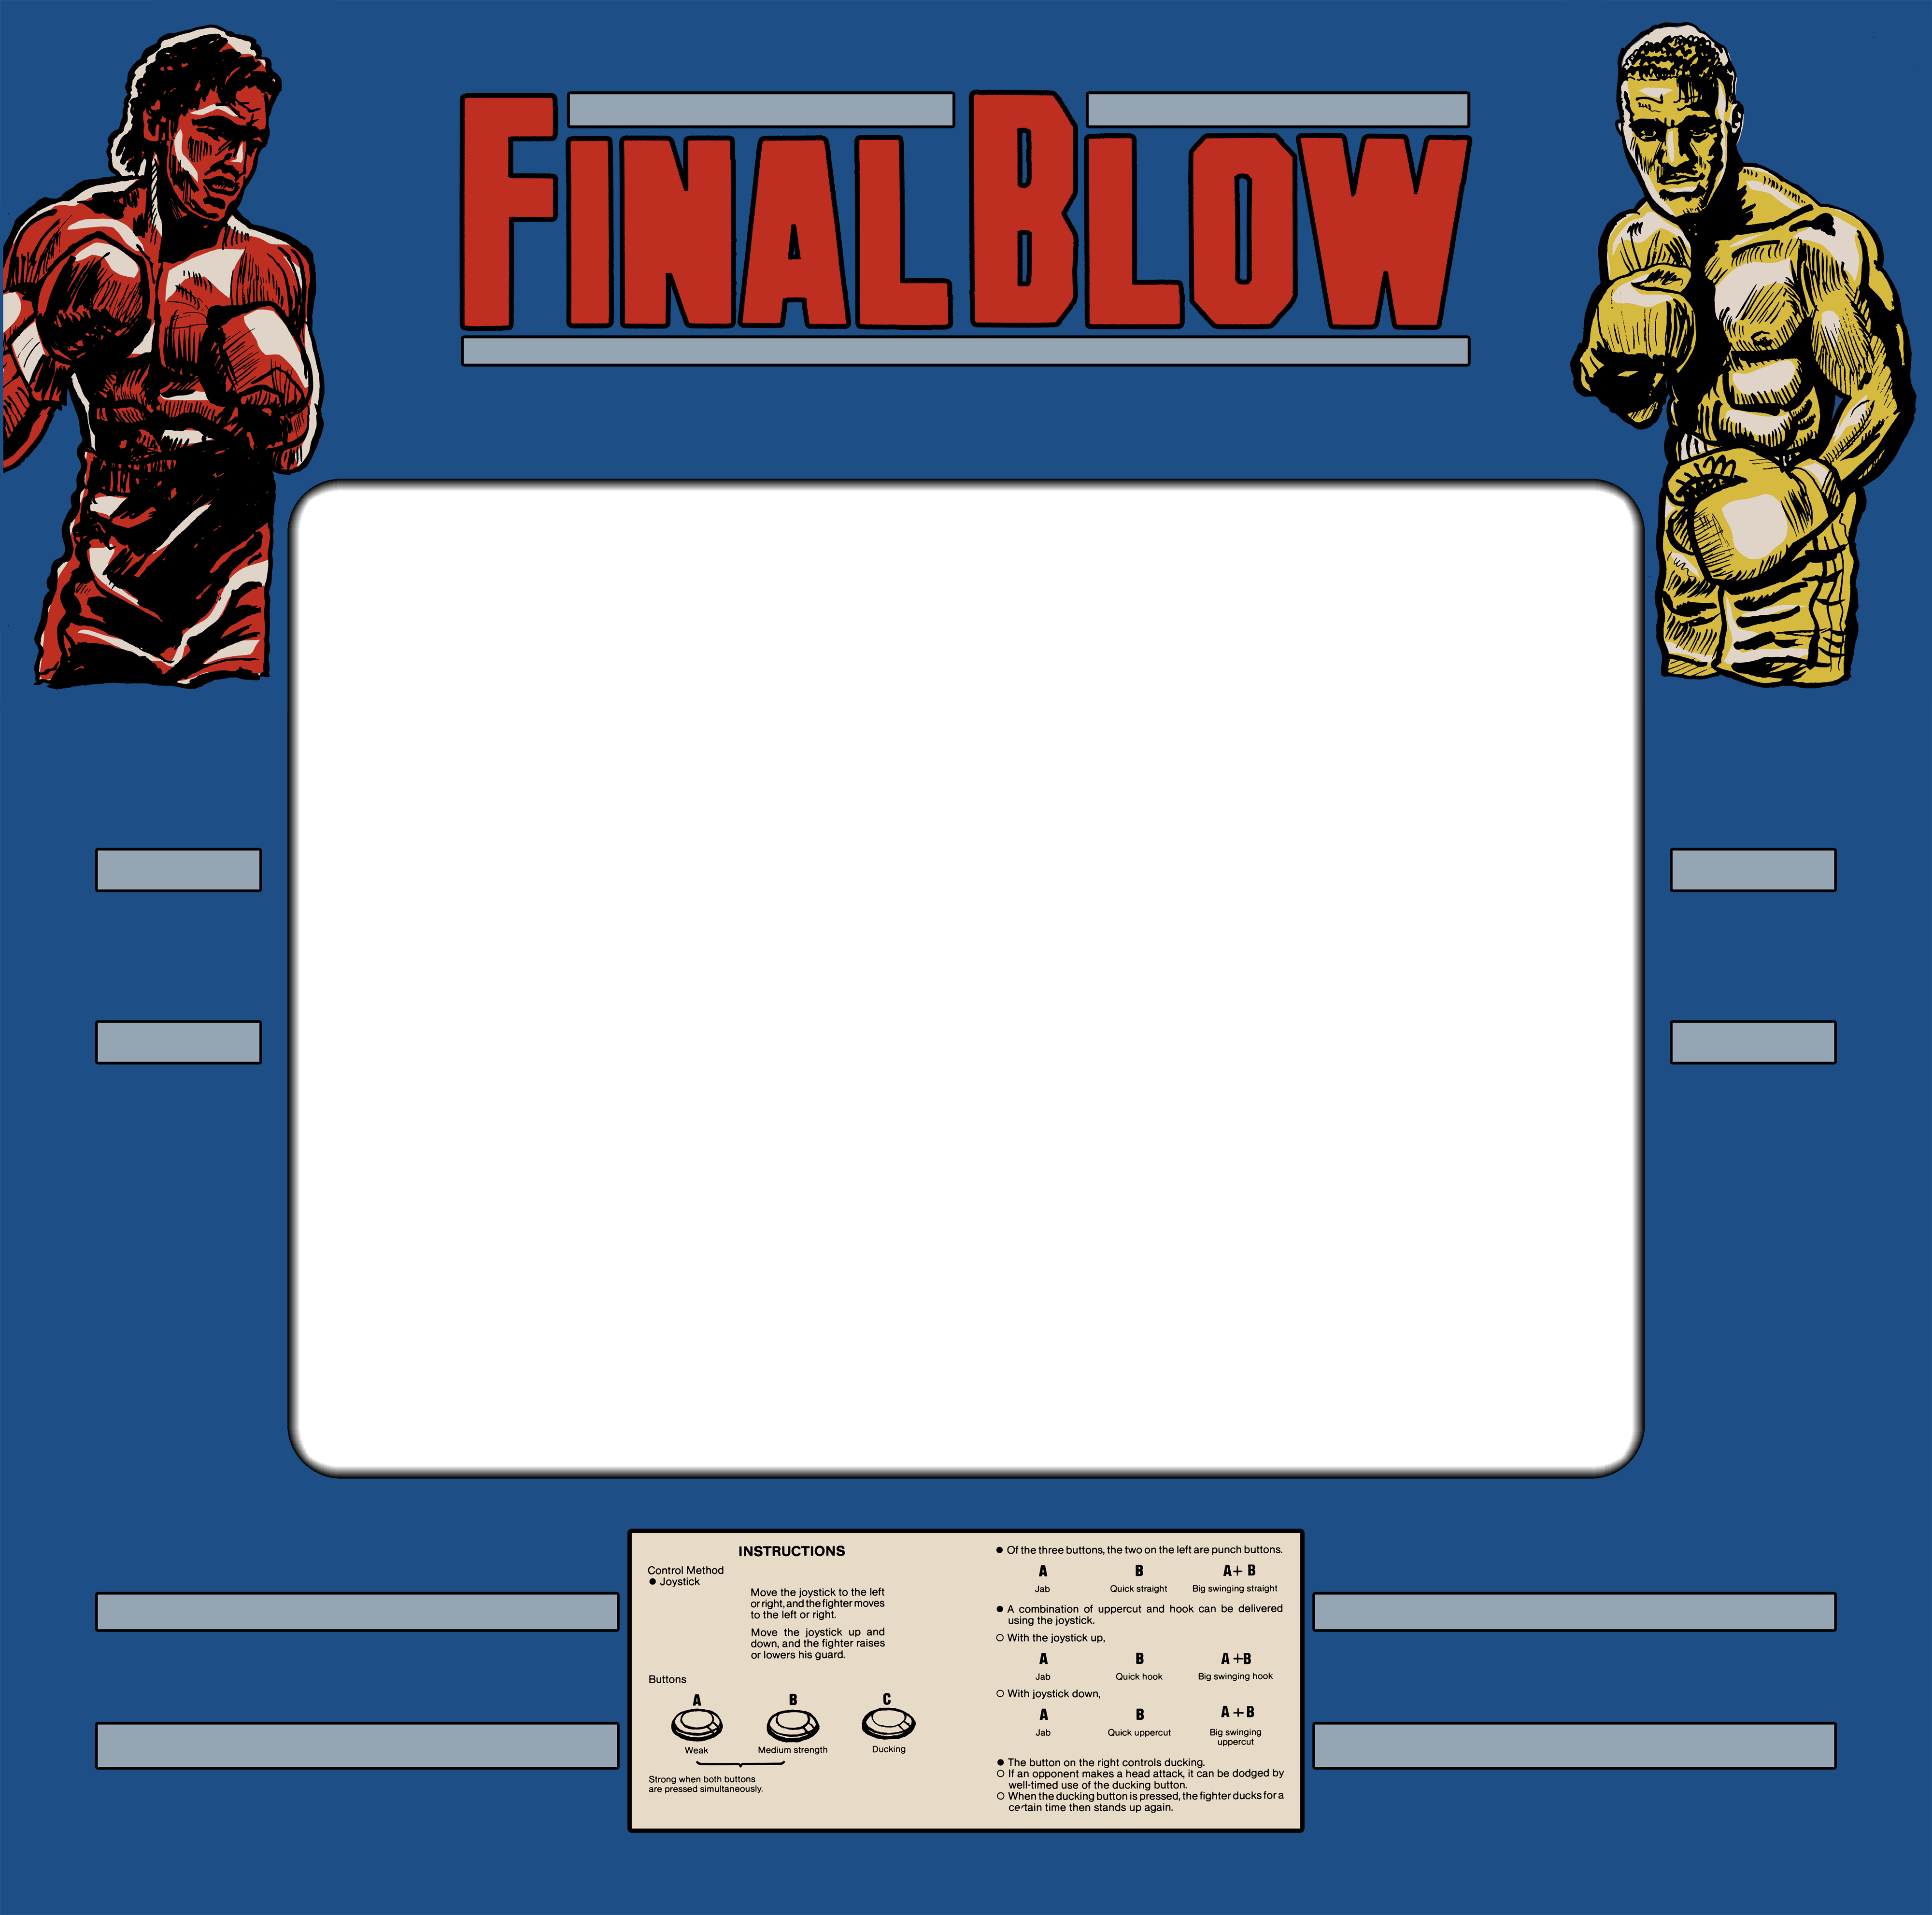 FINAL BLOW
INSTRUCTIONS
Control Method
● Joystick
Move the joystick to the left
or right, and the fighter moves
to the left or right.
Move the joystick up and
down, and the fighter raises
or lowers his guard.
Buttons
A B C
Weak Medium strength Ducking
Strong when both buttons
are pressed simultaneously.
● Of the three buttons, the two on the left are punch buttons.
A B A+ B
Jab Quick straight Big swinging straight
● A combination of uppercut and hook can be delivered
using the joystick.
○ With the joystick up,
A B A +B
Jab Quick hook Big swinging hook
○ With joystick down,
A B A +B
Jab Quick uppercut Big swinging
uppercut
● The button on the right controls ducking.
○ If an opponent makes a head attack, it can be dodged by
well-timed use of the ducking button.
○ When the ducking button is pressed, the fighter ducks for a
certain time then stands up again.